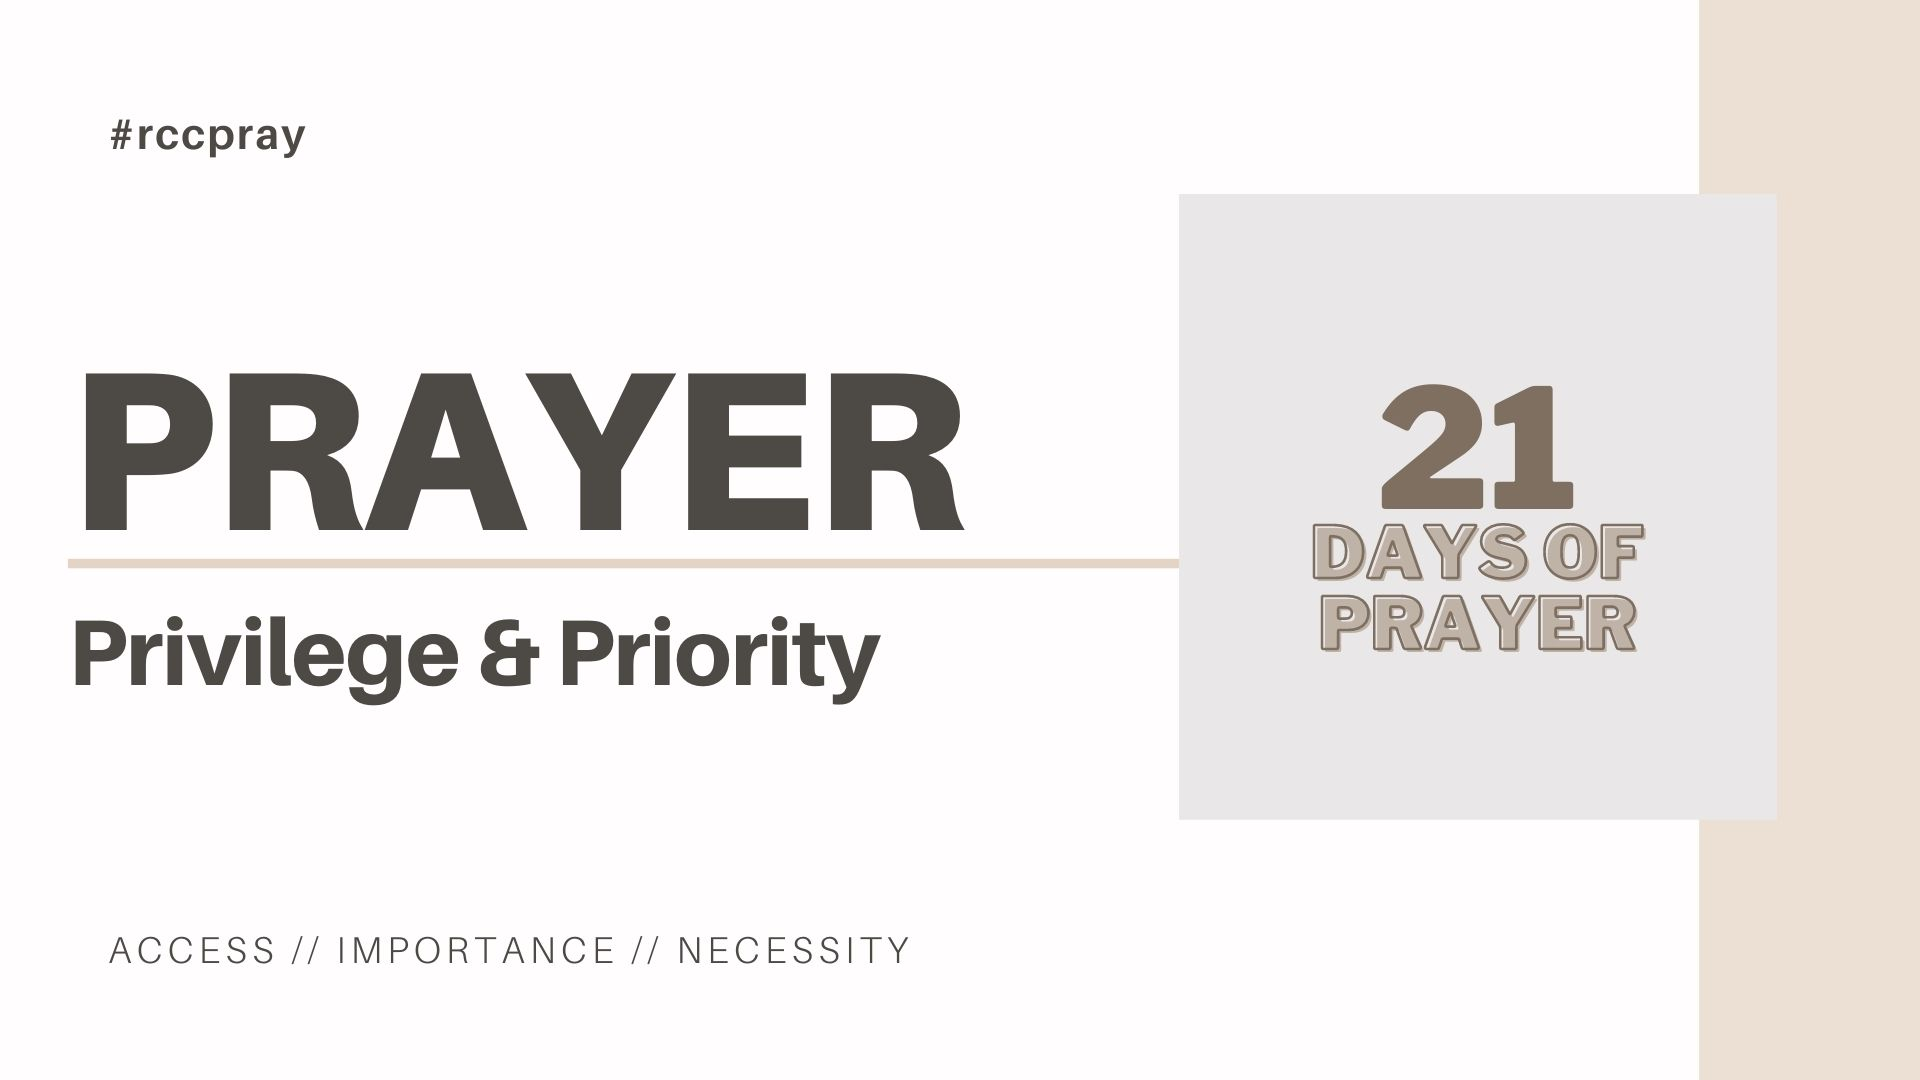 #rccpray
PRAYER
Privilege & Priority
ACCESS // IMPORTANCE // NECESSITY
21
DAYS OF
PRAYER